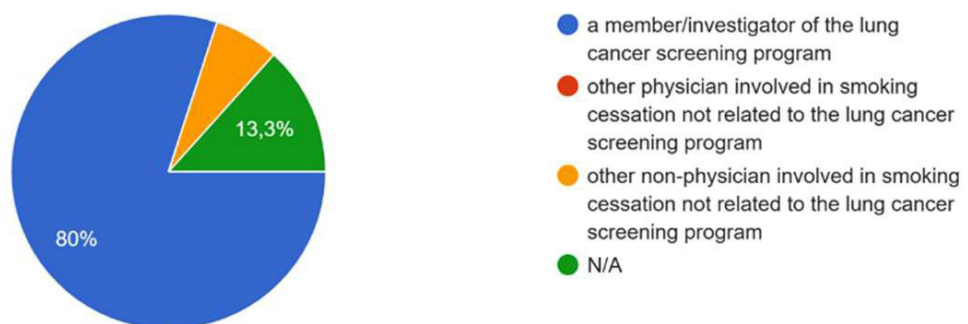 13,3%
80%
a member/investigator of the lung
cancer screening program
other physician involved in smoking
cessation not related to the lung cancer
screening program
other non-physician involved in smoking
cessation not related to the lung cancer
screening program
N/A